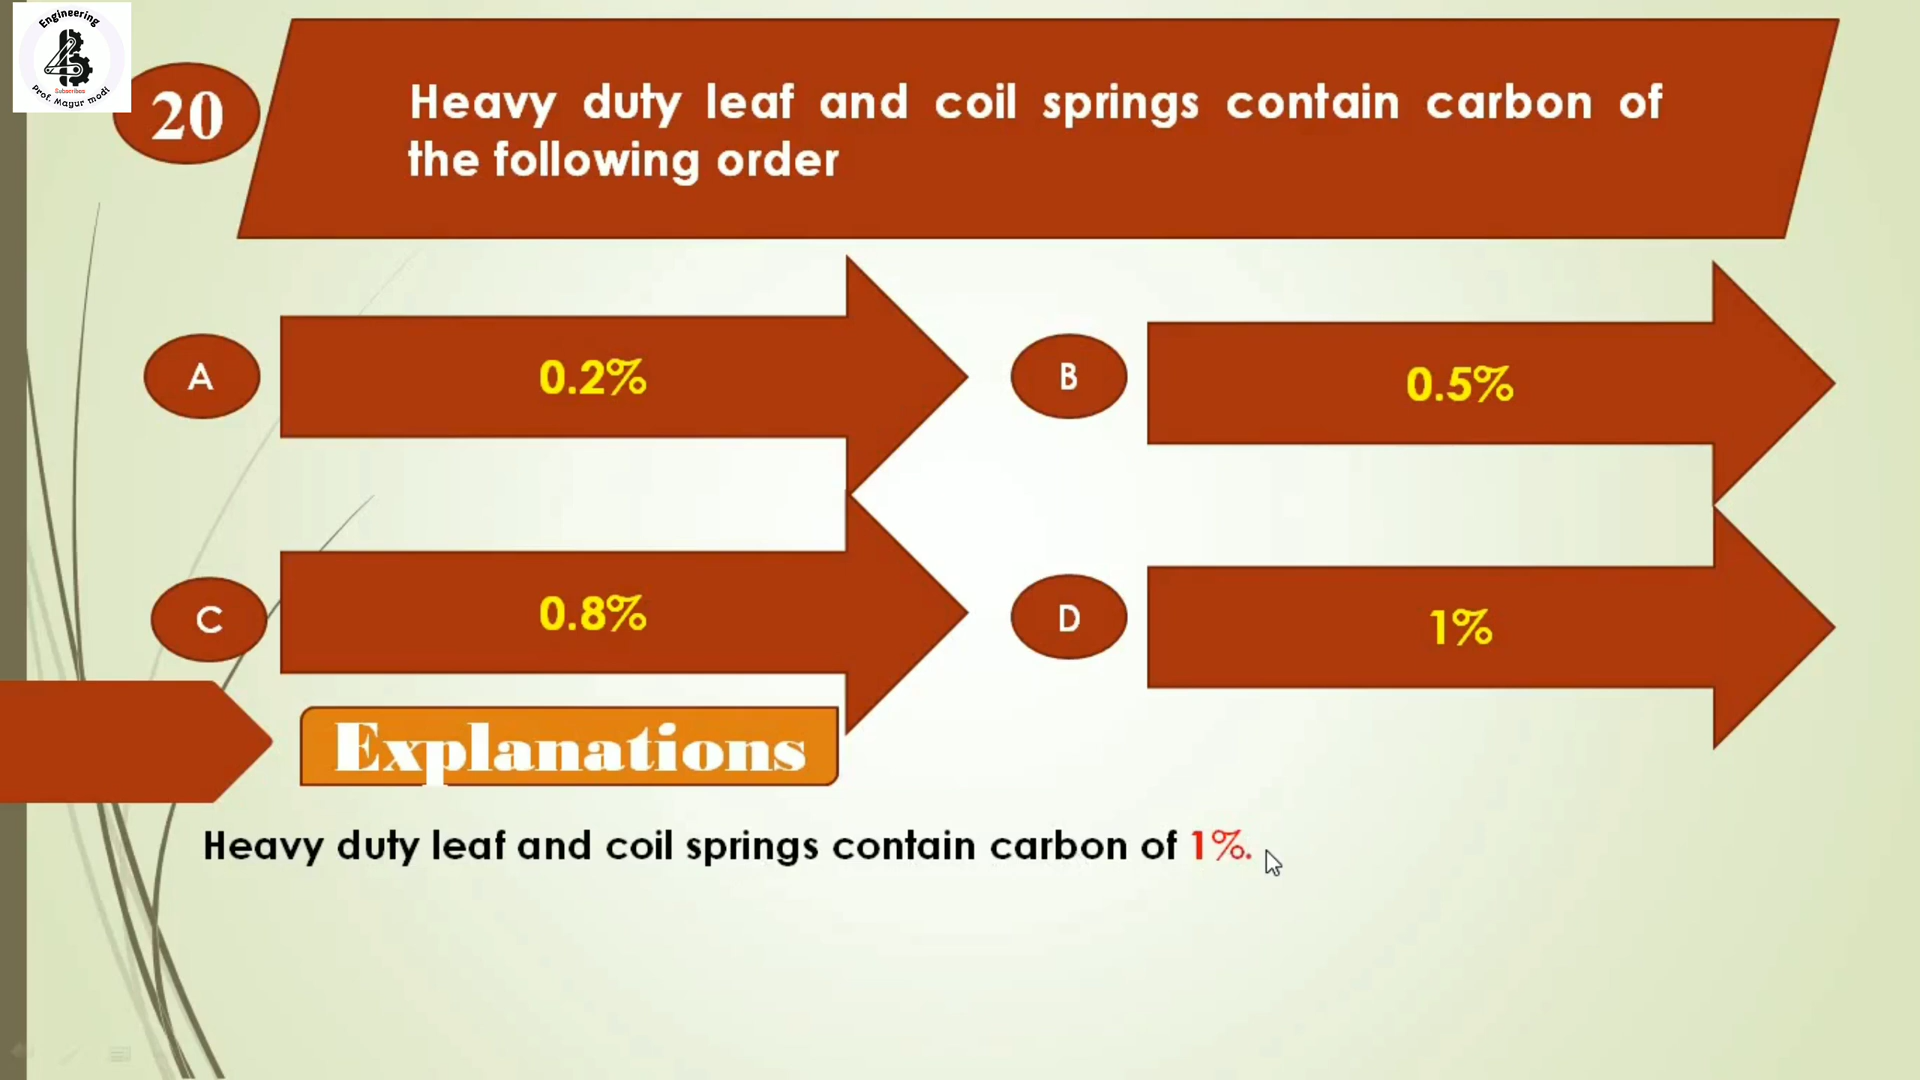 Engineering
Subscribes
Prof. Mayur modi
20
Heavy duty leaf and coil springs contain carbon of
the following order
A
0.2%
B
0.5%
C
0.8%
D
1%
Explanations
Heavy duty leaf and coil springs contain carbon of 1%.